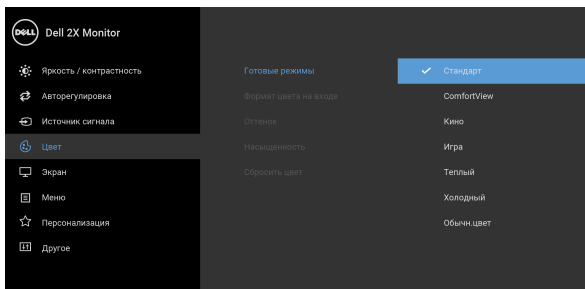 DELL Dell 2X Monitor
Яркость / контрастность
Авторегулировка
Источник сигнала
Цвет
Экран
Меню
Персонализация
Другое
Готовые режимы
Формат цвета на входе
Оттенок
Насыщенность
Сбросить цвет
Стандарт
ComfortView
Кино
Игра
Теплый
Холодный
Обычн.цвет